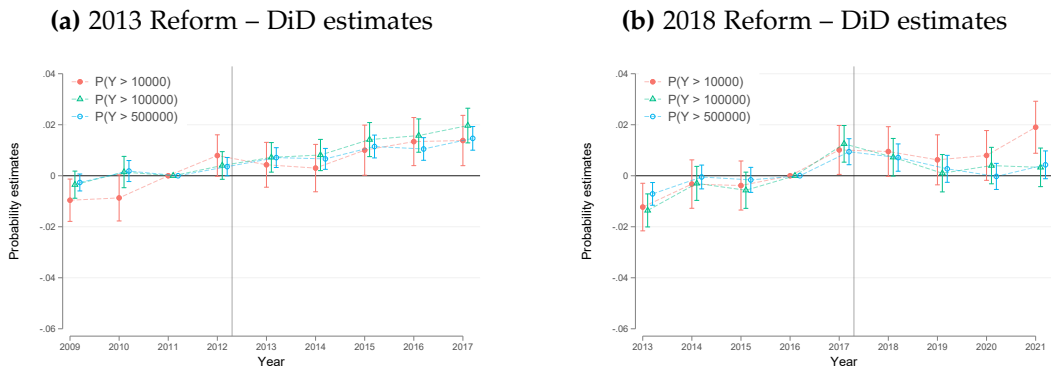 (a) 2013 Reform – DiD estimates
.04
.02
0
-.02
-.04
-.06
Probability estimates
P(Y > 10000)
P(Y > 100000)
P(Y > 500000)
2009 2010 2011 2012 2013 2014 2015 2016 2017
Year
(b) 2018 Reform – DiD estimates
.04
.02
0
-.02
-.04
-.06
Probability estimates
P(Y > 10000)
P(Y > 100000)
P(Y > 500000)
2013 2014 2015 2016 2017 2018 2019 2020 2021
Year